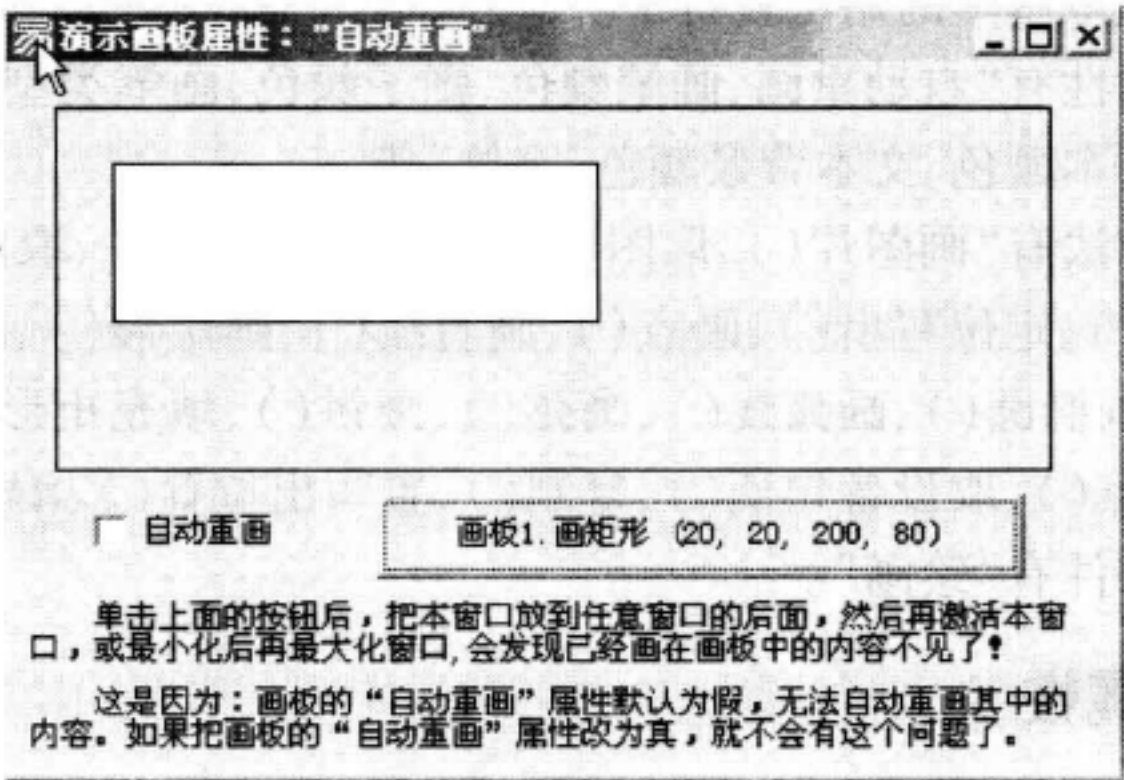 演示画板属性："自动重画"
自动重画
画板1.画矩形 (20, 20, 200, 80)
单击上面的按钮后，把本窗口放到任意窗口的后面，然后再激活本窗
口，或最小化后再最大化窗口,会发现已经画在画板中的内容不见了！
这是因为：画板的“自动重画”属性默认为假，无法自动重画其中的
内容。如果把画板的“自动重画”属性改为真，就不会有这个问题了。